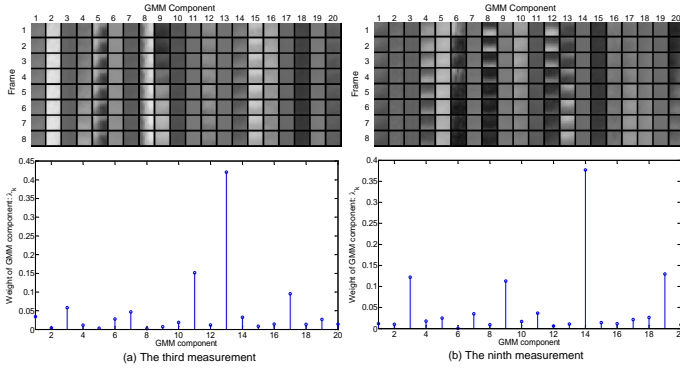 GMM Component
1 2 3 4 5 6 7 8 9 10 11 12 13 14 15 16 17 18 19 20
Frame
1
2
3
4
5
6
7
8
Weight of GMM component: λk
0.45
0.4
0.35
0.3
0.25
0.2
0.15
0.1
0.05
0
2 4 6 8 10 12 14 16 18 20
GMM component
(a) The third measurement
GMM Component
1 2 3 4 5 6 7 8 9 10 11 12 13 14 15 16 17 18 19 20
Frame
1
2
3
4
5
6
7
8
Weight of GMM component: λk
0.4
0.35
0.3
0.25
0.2
0.15
0.1
0.05
0
2 4 6 8 10 12 14 16 18 20
GMM component
(b) The ninth measurement